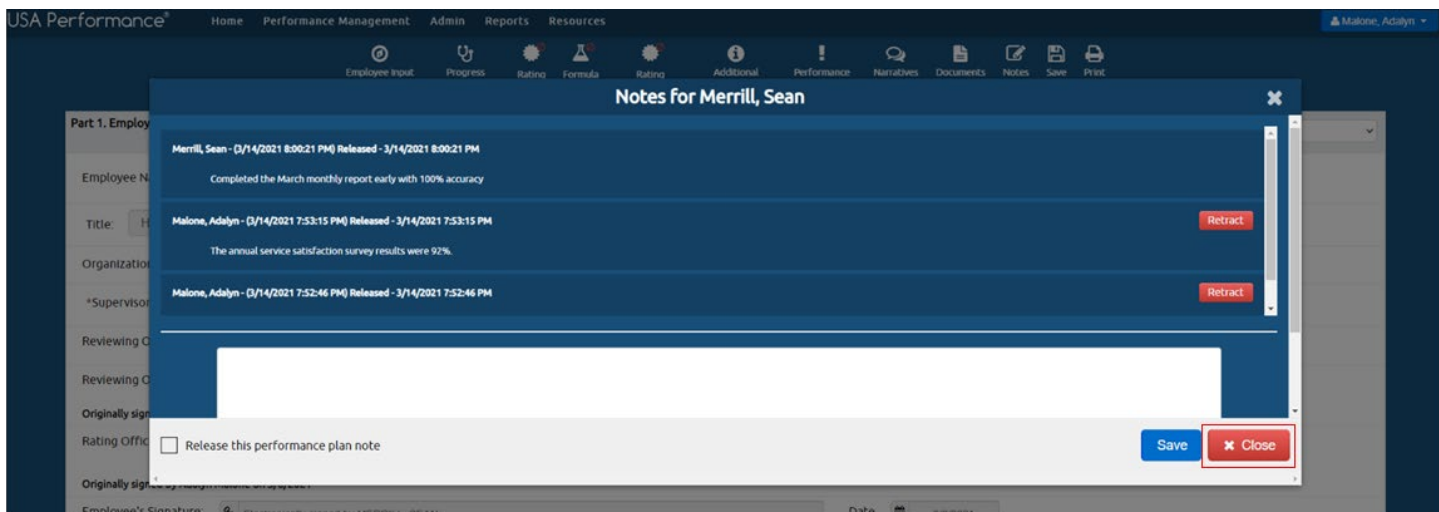 USA Performance®
Home Performance Management Admin Reports Resources
Malone, Adalyn
Employee Input Progress Rating Formula Rating Additional Performance Narratives Documents Notes Save Print
Notes for Merrill, Sean
Part 1. Employ
Merrill, Sean - (3/14/2021 8:00:21 PM) Released - 3/14/2021 8:00:21 PM
Completed the March monthly report early with 100% accuracy
Employee N
Malone, Adalyn - (3/14/2021 7:53:15 PM) Released - 3/14/2021 7:53:15 PM
Retract
Title: H
The annual service satisfaction survey results were 92%.
Organization
Malone, Adalyn - (3/14/2021 7:52:46 PM) Released - 3/14/2021 7:52:46 PM
Retract
*Supervisor
Reviewing O
Reviewing O
Originally sign
Rating Offic
Release this performance plan note
Save
Close
Originally sign
Employee's Signature:
Date